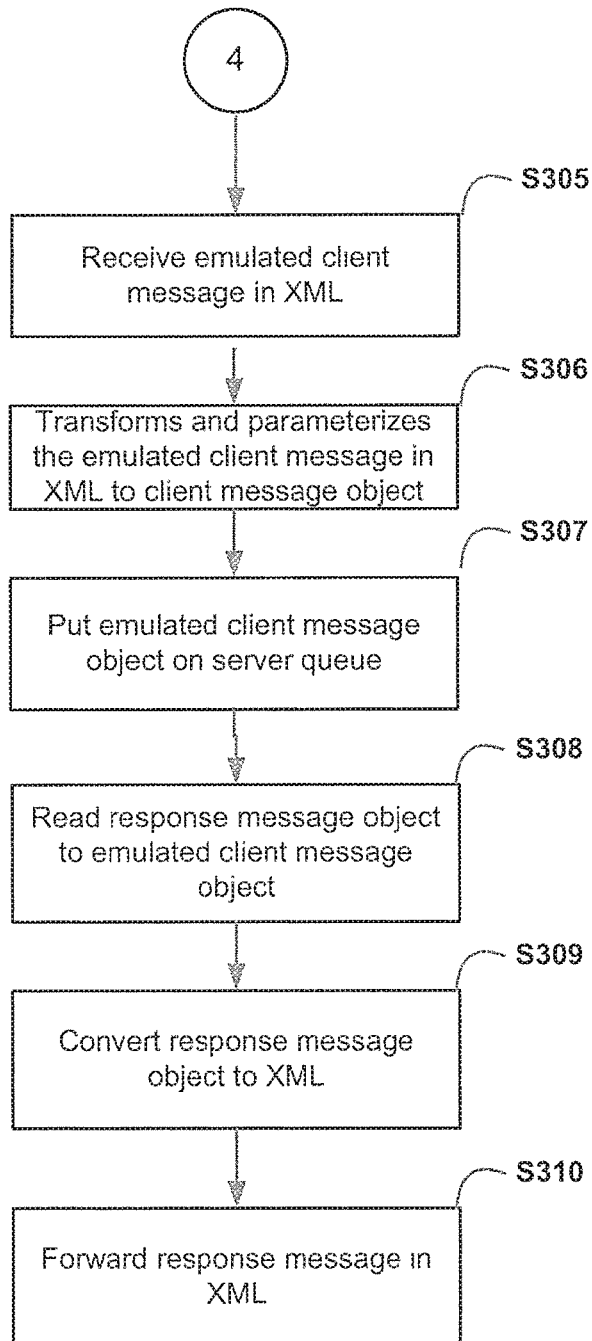 4
S305
Receive emulated client
message in XML
S306
Transforms and parameterizes
the emulated client message in
XML to client message object
S307
Put emulated client message
object on server queue
S308
Read response message object
to emulated client message
object
S309
Convert response message
object to XML
S310
Forward response message in
XML